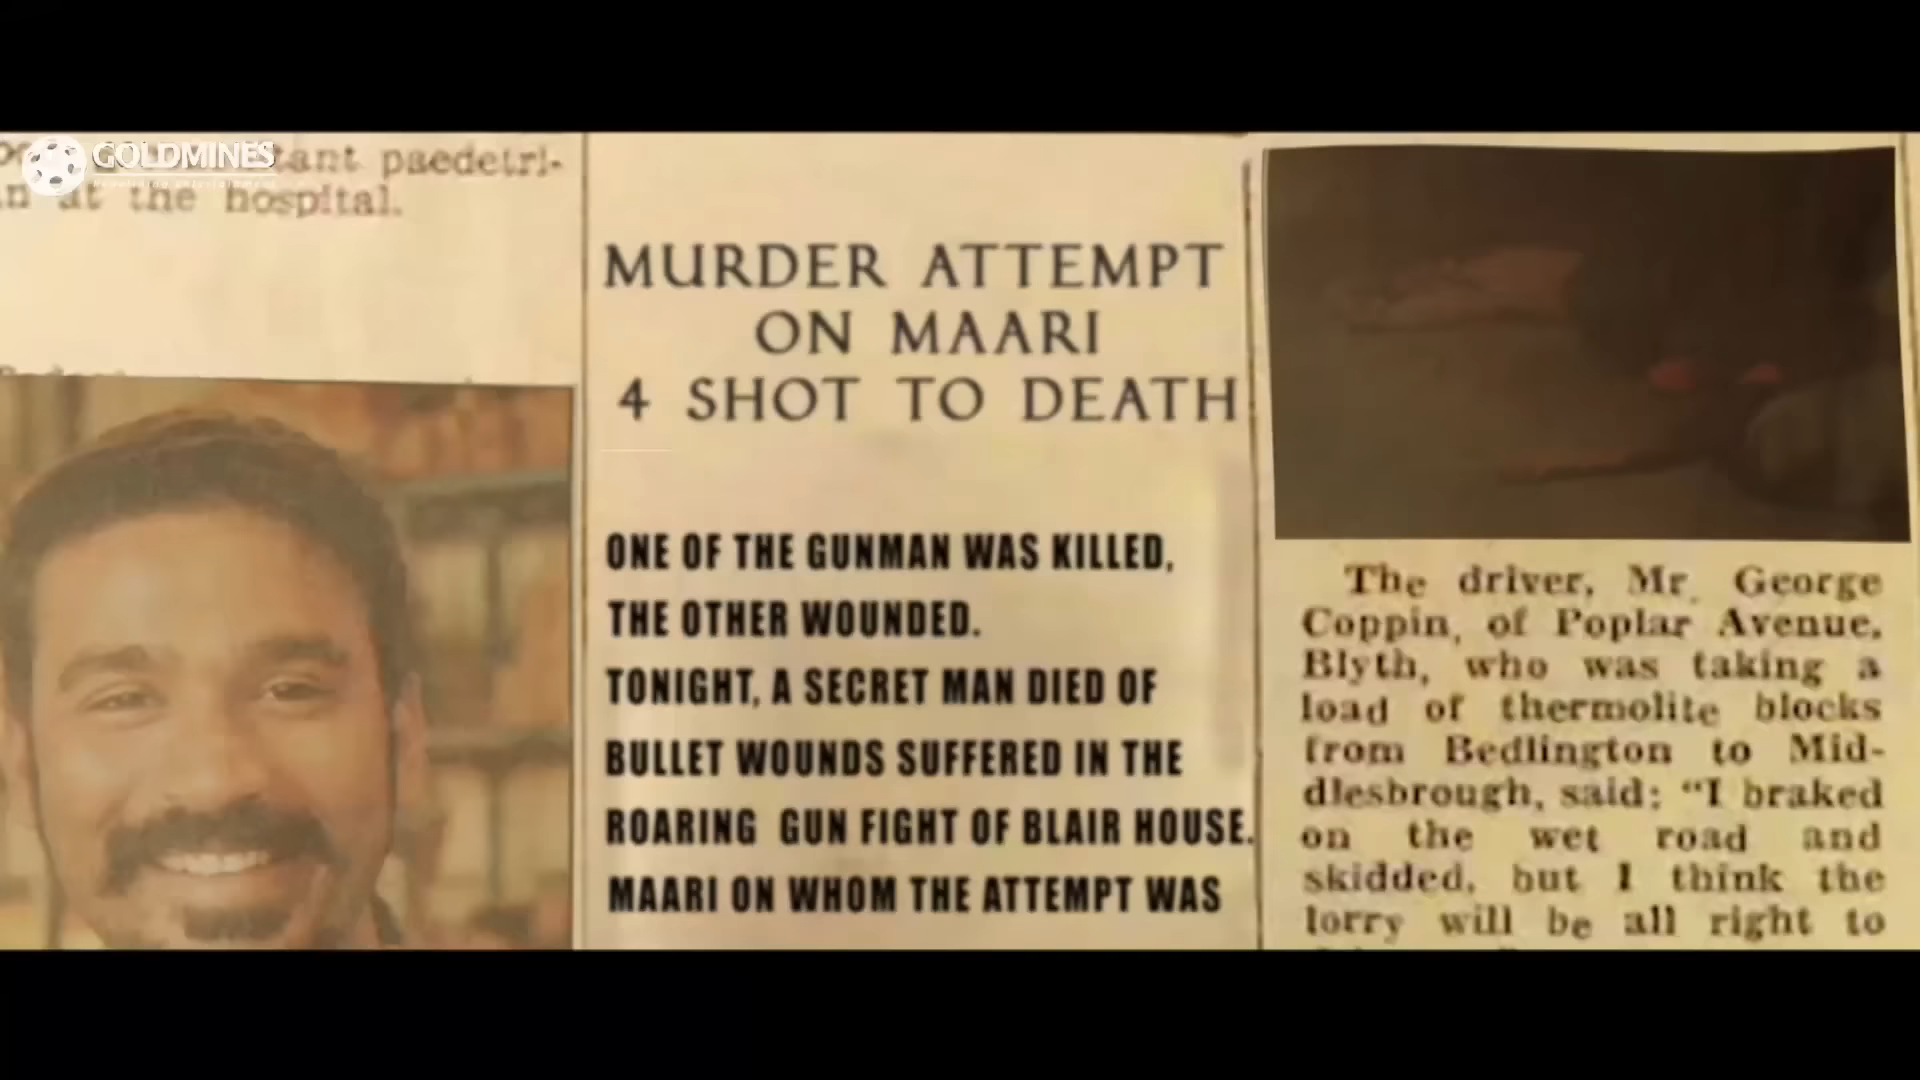 GOLDMINES
tant paedetri-
at the hospital.
MURDER ATTEMPT
ON MAARI
4 SHOT TO DEATH
ONE OF THE GUNMAN WAS KILLED,
THE OTHER WOUNDED.
TONIGHT, A SECRET MAN DIED OF
BULLET WOUNDS SUFFERED IN THE
ROARING GUN FIGHT OF BLAIR HOUSE.
MAARI ON WHOM THE ATTEMPT WAS
The driver, Mr. George
Coppin, of Poplar Avenue,
Blyth, who was taking a
load of thermolite blocks
from Bedlington to Mid-
dlesbrough, said: "I braked
on the wet road and
skidded, but I think the
lorry will be all right to